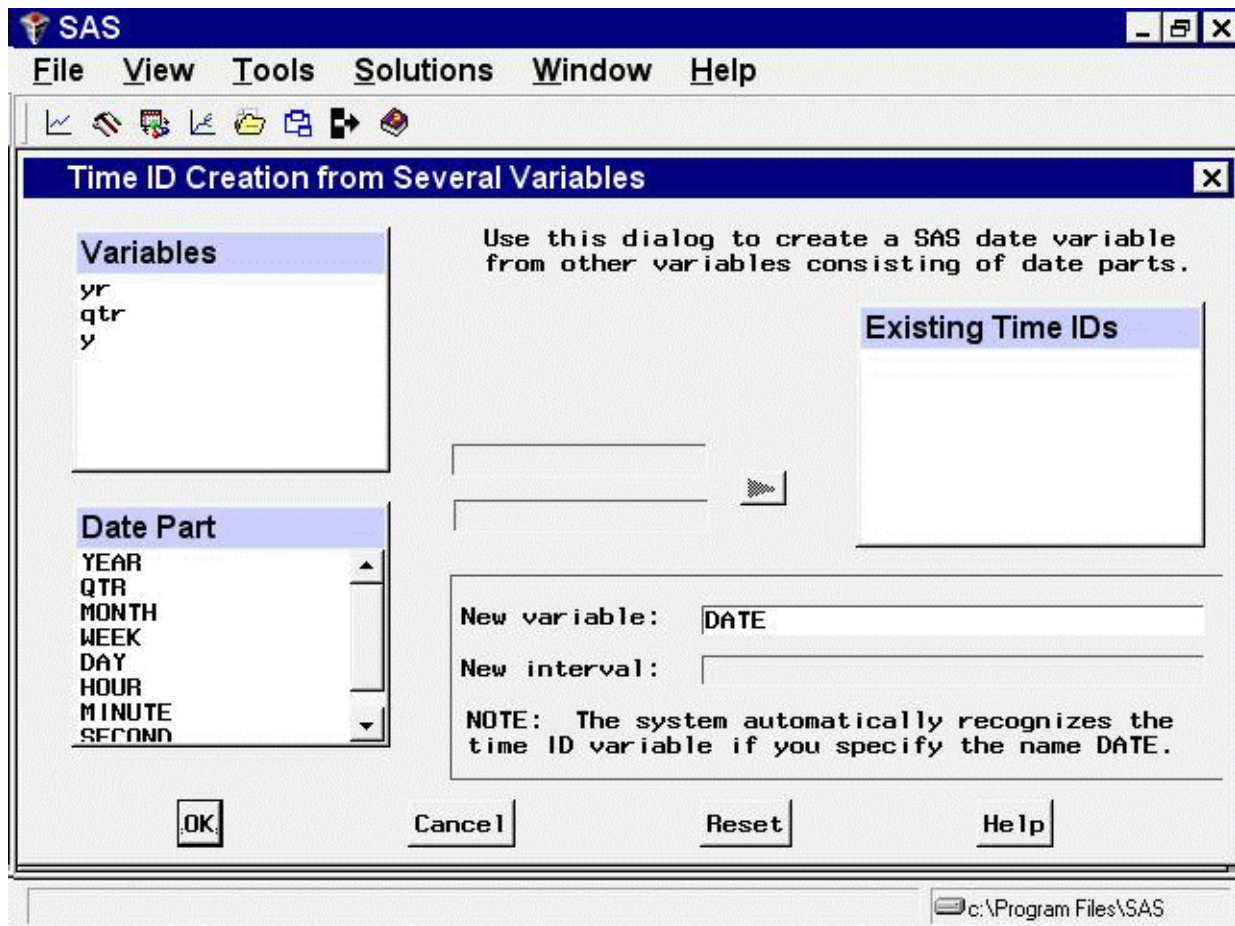 SAS
File View Tools Solutions Window Help
Time ID Creation from Several Variables
Use this dialog to create a SAS date variable
from other variables consisting of date parts.
Variables
yr
qtr
y
Existing Time IDs
Date Part
YEAR
QTR
MONTH
WEEK
DAY
HOUR
MINUTE
SECOND
New variable: DATE
New interval:
NOTE: The system automatically recognizes the
time ID variable if you specify the name DATE.
OK Cancel Reset Help
c:\Program Files\SAS